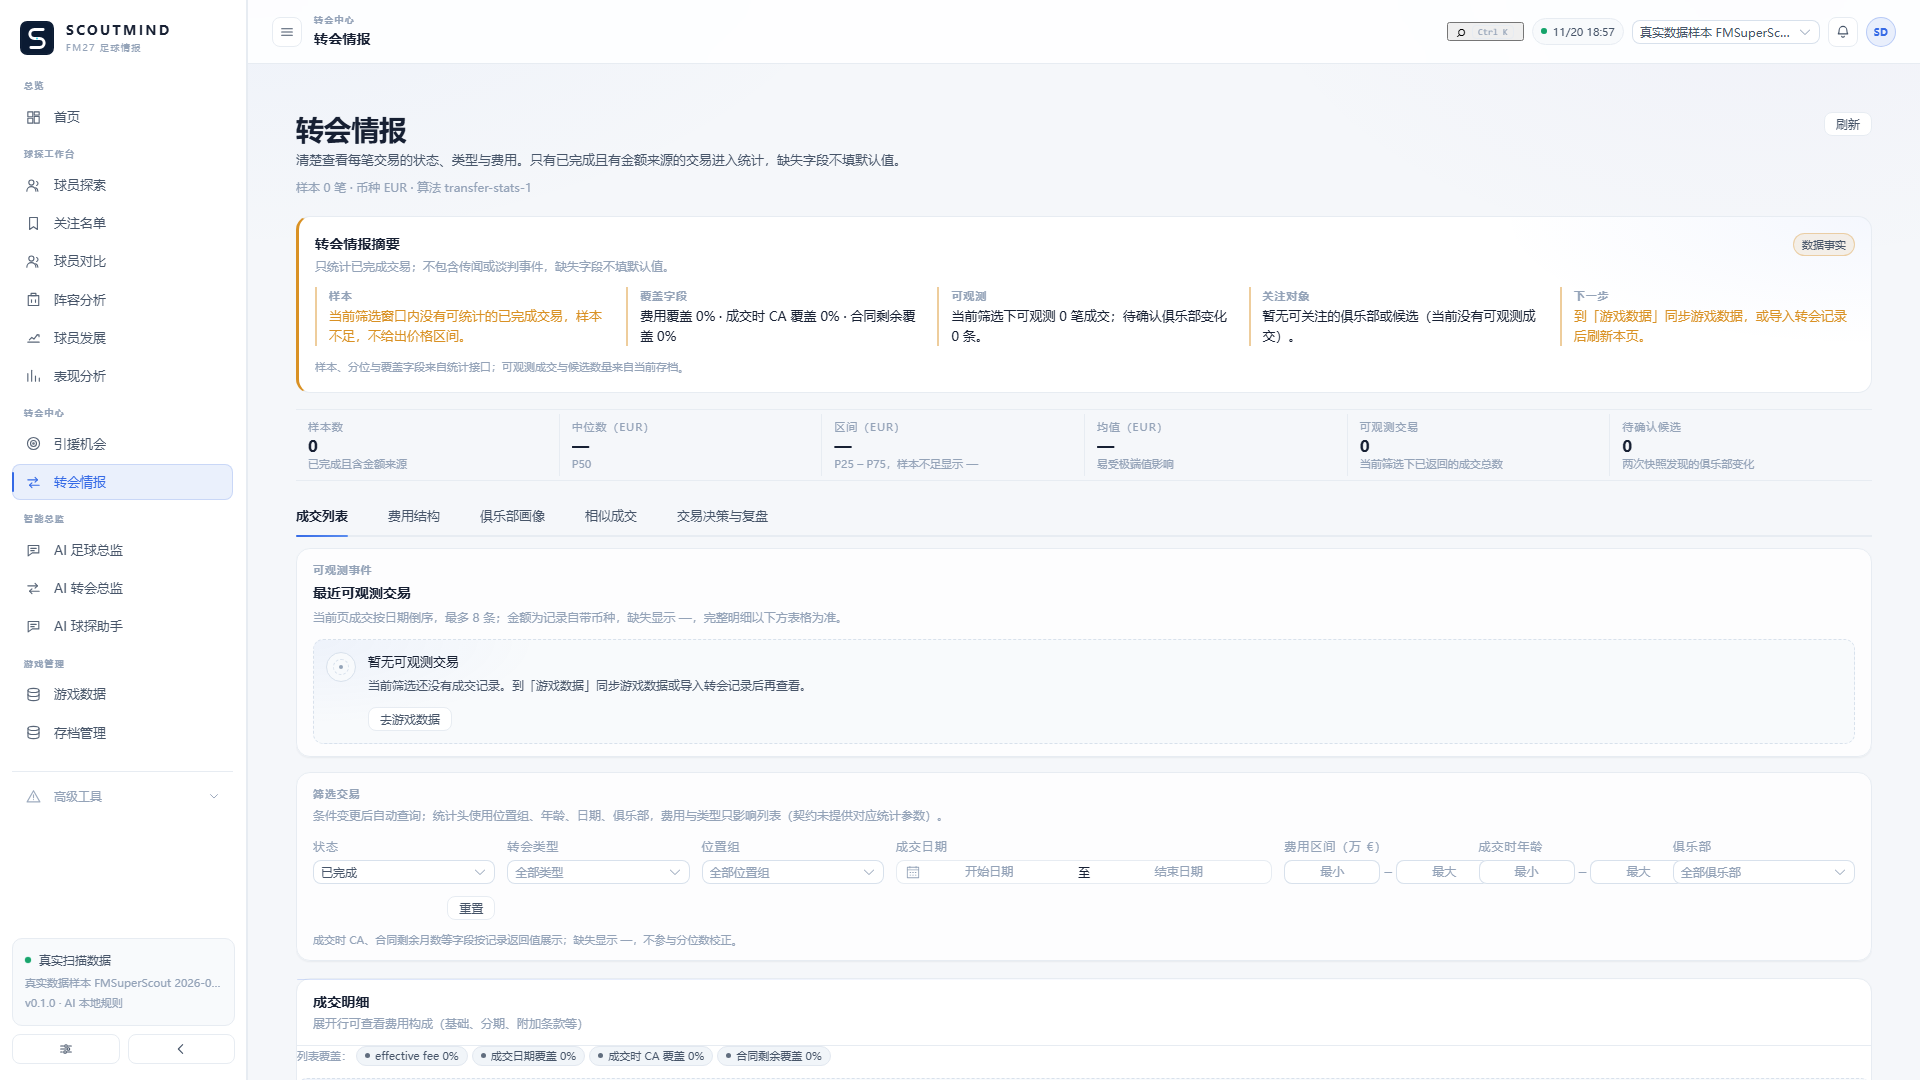 SCOUTMIND
FM27 足球情报
总览
首页
球探工作台
球员探索
关注名单
球员对比
阵容分析
球员发展
表现分析
转会中心
引援机会
转会情报
智能总监
AI 足球总监
AI 转会总监
AI 球探助手
游戏管理
游戏数据
存档管理
高级工具
真实扫描数据
真实数据样本 FMSuperScout 2026-0...
v0.1.0 · AI 本地规则
转会中心
转会情报
Ctrl K
11/20 18:57
真实数据样本 FMSuperSc...
SD
转会情报
刷新
清楚查看每笔交易的状态、类型与费用。只有已完成且有金额来源的交易进入统计，缺失字段不填默认值。
样本 0 笔 · 币种 EUR · 算法 transfer-stats-1
转会情报摘要
数据事实
只统计已完成交易；不包含传闻或谈判事件，缺失字段不填默认值。
样本
当前筛选窗口内没有可统计的已完成交易，样本
不足，不给出价格区间。
覆盖字段
费用覆盖 0% · 成交时 CA 覆盖 0% · 合同剩余覆
盖 0%
可观测
当前筛选下可观测 0 笔成交；待确认俱乐部变化
0 条。
关注对象
暂无可关注的俱乐部或候选（当前没有可观测成
交）。
下一步
到「游戏数据」同步游戏数据，或导入转会记录
后刷新本页。
样本、分位与覆盖字段来自统计接口；可观测成交与候选数量来自当前存档。
样本数
0
已完成且含金额来源
中位数（EUR）
—
P50
区间（EUR）
—
P25 – P75，样本不足显示 —
均值（EUR）
—
易受极端值影响
可观测交易
0
当前筛选下已返回的成交总数
待确认候选
0
两次快照发现的俱乐部变化
成交列表 费用结构 俱乐部画像 相似成交 交易决策与复盘
可观测事件
最近可观测交易
当前页成交按日期倒序，最多 8 条；金额为记录自带币种，缺失显示 —，完整明细以下方表格为准。
暂无可观测交易
当前筛选还没有成交记录。到「游戏数据」同步游戏数据或导入转会记录后再查看。
去游戏数据
筛选交易
条件变更后自动查询；统计头使用位置组、年龄、日期、俱乐部，费用与类型只影响列表（契约未提供对应统计参数）。
状态 转会类型 位置组 成交日期 费用区间（万 €） 成交时年龄 俱乐部
已完成 全部类型 全部位置组 开始日期 至 结束日期 最小 – 最大 最小 – 最大 全部俱乐部
重置
成交时 CA、合同剩余月数等字段按记录返回值展示；缺失显示 —，不参与分位数校正。
成交明细
展开行可查看费用构成（基础、分期、附加条款等）
列表覆盖： effective fee 0% 成交日期覆盖 0% 成交时 CA 覆盖 0% 合同剩余覆盖 0%